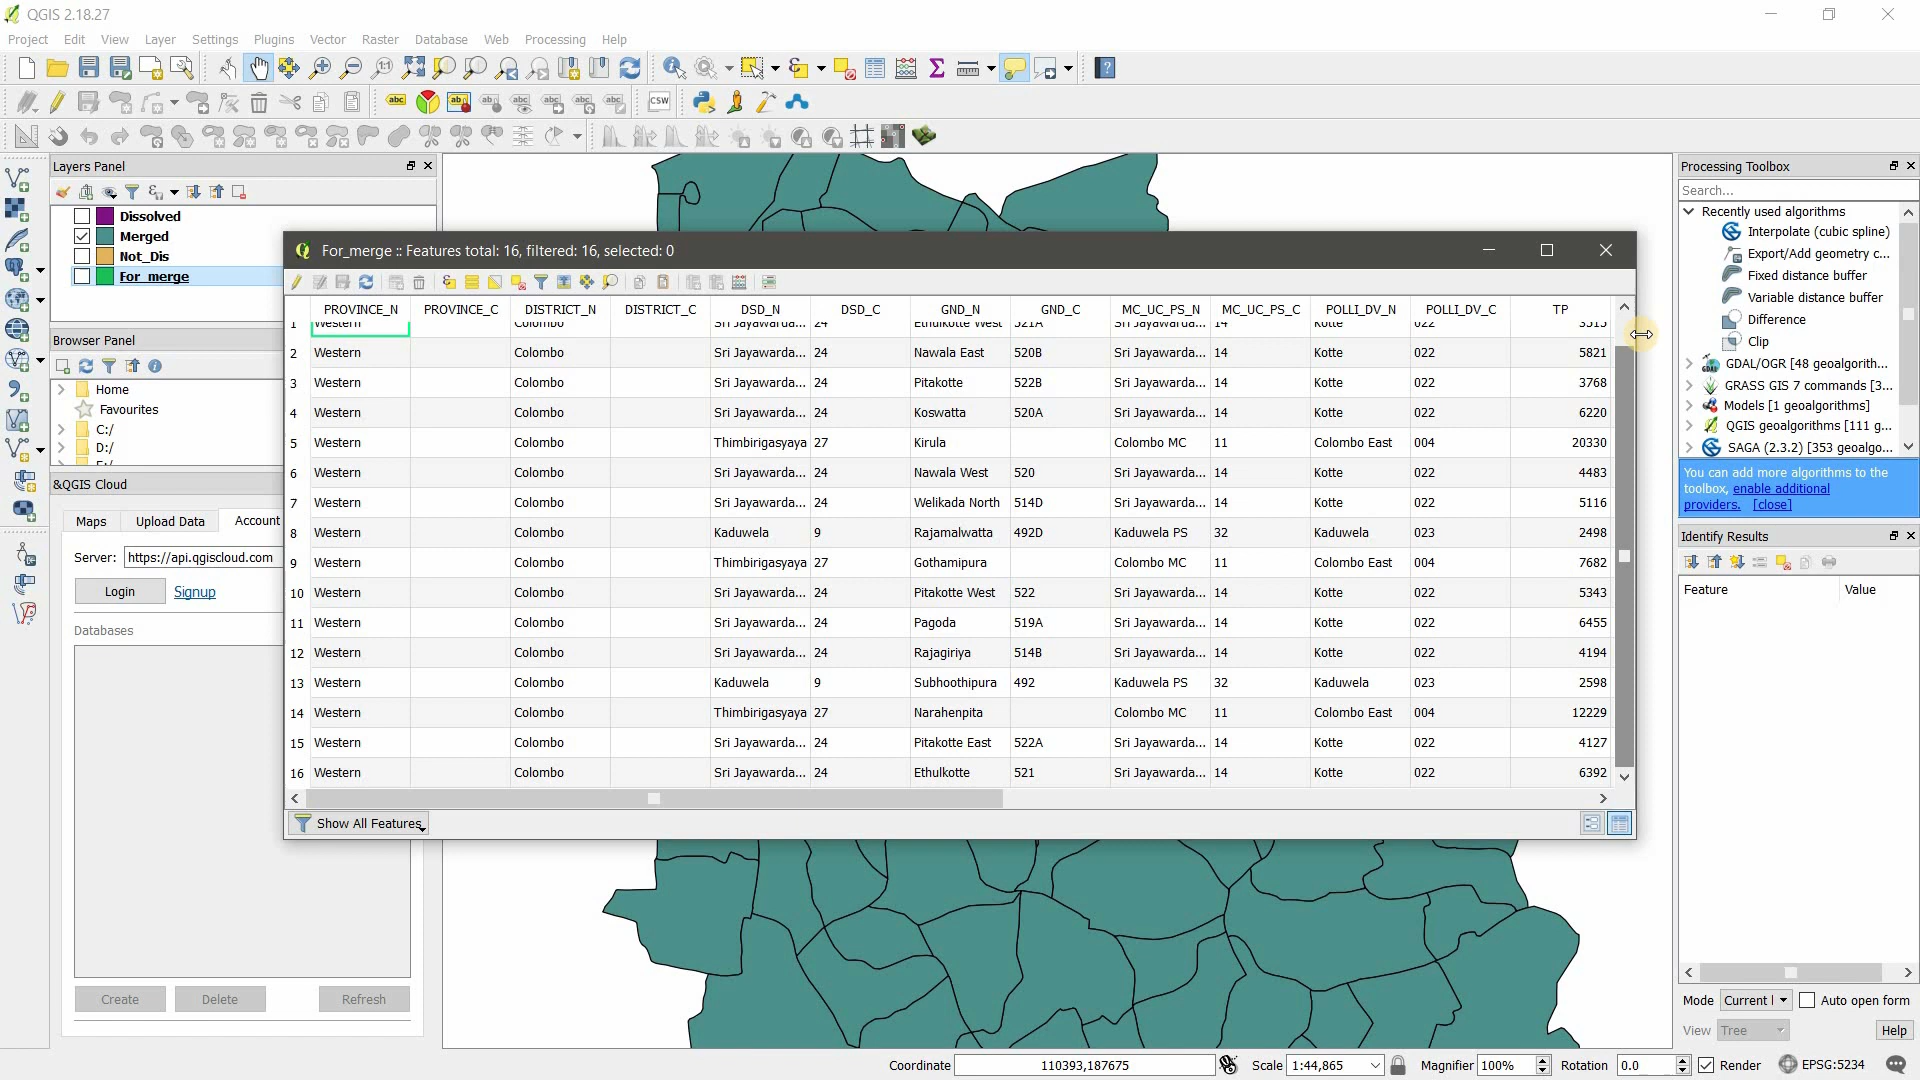 QGIS 2.18.27
Project Edit View Layer Settings Plugins Vector Raster Database Web Processing Help
Layers Panel
Dissolved
Merged
Not_Dis
For_merge
Browser Panel
Home
Favourites
C:/
D:/
&QGIS Cloud
Maps Upload Data Account
Server: https://api.qgiscloud.com
Login Signup
Databases
Create Delete Refresh
For_merge :: Features total: 16, filtered: 16, selected: 0
PROVINCE_N PROVINCE_C DISTRICT_N DISTRICT_C DSD_N DSD_C GND_N GND_C MC_UC_PS_N MC_UC_PS_C POLLI_DV_N POLLI_DV_C TP
1 Western Colombo Sri Jayawarda... 24 Ethulkotte West 521A Sri Jayawarda... 14 Kotte 022 3515
2 Western Colombo Sri Jayawarda... 24 Nawala East 520B Sri Jayawarda... 14 Kotte 022 5821
3 Western Colombo Sri Jayawarda... 24 Pitakotte 522B Sri Jayawarda... 14 Kotte 022 3768
4 Western Colombo Sri Jayawarda... 24 Koswatta 520A Sri Jayawarda... 14 Kotte 022 6220
5 Western Colombo Thimbirigasyaya 27 Kirula Colombo MC 11 Colombo East 004 20330
6 Western Colombo Sri Jayawarda... 24 Nawala West 520 Sri Jayawarda... 14 Kotte 022 4483
7 Western Colombo Sri Jayawarda... 24 Welikada North 514D Sri Jayawarda... 14 Kotte 022 5116
8 Western Colombo Kaduwela 9 Rajamalwatta 492D Kaduwela PS 32 Kaduwela 023 2498
9 Western Colombo Thimbirigasyaya 27 Gothamipura Colombo MC 11 Colombo East 004 7682
10 Western Colombo Sri Jayawarda... 24 Pitakotte West 522 Sri Jayawarda... 14 Kotte 022 5343
11 Western Colombo Sri Jayawarda... 24 Pagoda 519A Sri Jayawarda... 14 Kotte 022 6455
12 Western Colombo Sri Jayawarda... 24 Rajagiriya 514B Sri Jayawarda... 14 Kotte 022 4194
13 Western Colombo Kaduwela 9 Subhoothipura 492 Kaduwela PS 32 Kaduwela 023 2598
14 Western Colombo Thimbirigasyaya 27 Narahenpita Colombo MC 11 Colombo East 004 12229
15 Western Colombo Sri Jayawarda... 24 Pitakotte East 522A Sri Jayawarda... 14 Kotte 022 4127
16 Western Colombo Sri Jayawarda... 24 Ethulkotte 521 Sri Jayawarda... 14 Kotte 022 6392
Show All Features
Processing Toolbox
Search...
Recently used algorithms
Interpolate (cubic spline)
Export/Add geometry c...
Fixed distance buffer
Variable distance buffer
Difference
Clip
GDAL/OGR [48 geoalgorith...
GRASS GIS 7 commands [3...
Models [1 geoalgorithms]
QGIS geoalgorithms [111 g...
SAGA (2.3.2) [353 geoalgo...
You can add more algorithms to the
toolbox, enable additional
providers. [close]
Identify Results
Feature Value
Mode Current l Auto open form
View Tree Help
Coordinate 110393,187675 Scale 1:44,865 Magnifier 100% Rotation 0.0 Render EPSG:5234